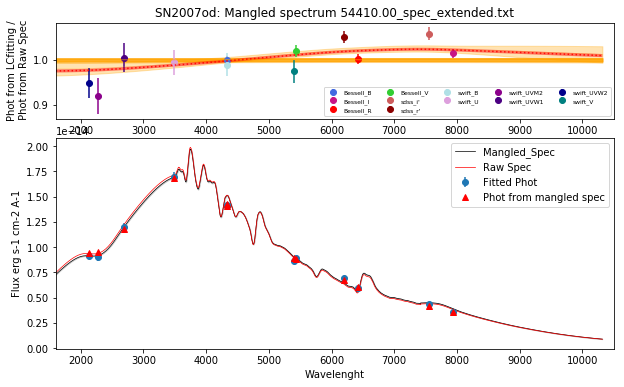 SN2007od: Mangled spectrum 54410.00_spec_extended.txt
Phot from LCfitting /
Phot from Raw Spec
1.0
0.9
Bessell_B
Bessell_I
Bessell_R
Bessell_V
sdss_i'
sdss_r'
swift_B
swift_U
swift_UVM2
swift_UVW1
swift_UVW2
swift_V
2000 3000 4000 5000 6000 7000 8000 9000 10000
1e−14
Flux erg s-1 cm-2 A-1
2.00
1.75
1.50
1.25
1.00
0.75
0.50
0.25
0.00
Mangled_Spec
Raw Spec
Fitted Phot
Phot from mangled spec
2000 3000 4000 5000 6000 7000 8000 9000 10000
Wavelenght